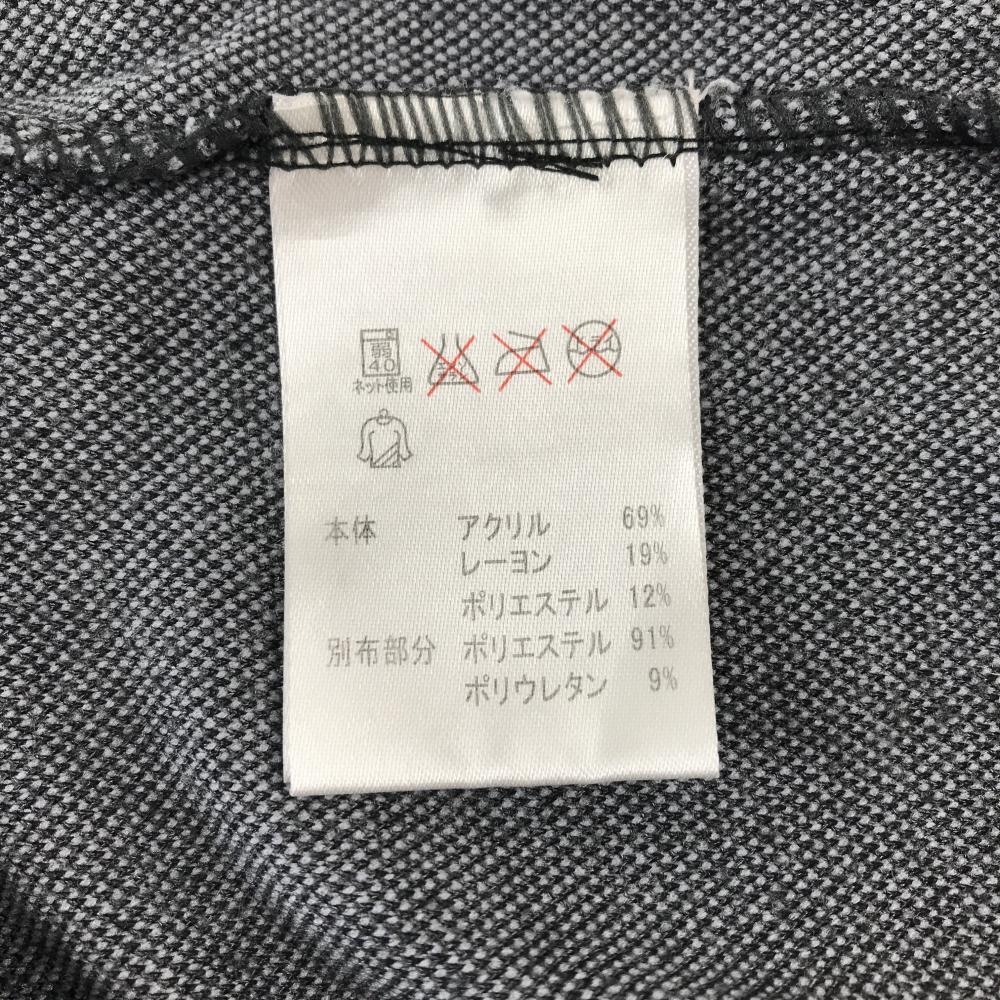 弱
40
ネット使用
本体 アクリル 69%
レーヨン 19%
ポリエステル 12%
別布部分 ポリエステル 91%
ポリウレタン 9%